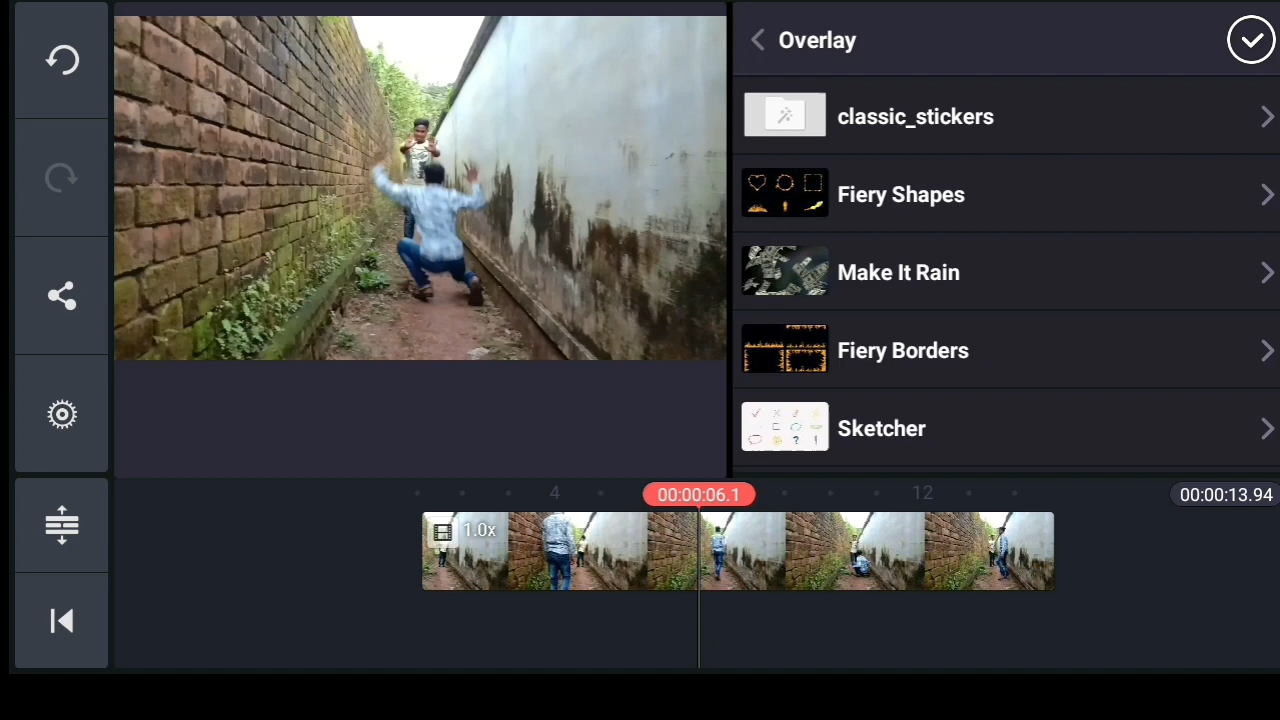 Overlay
classic_stickers
Fiery Shapes
Make It Rain
Fiery Borders
Sketcher
4
00:00:06.1
12
00:00:13.94
1.0x